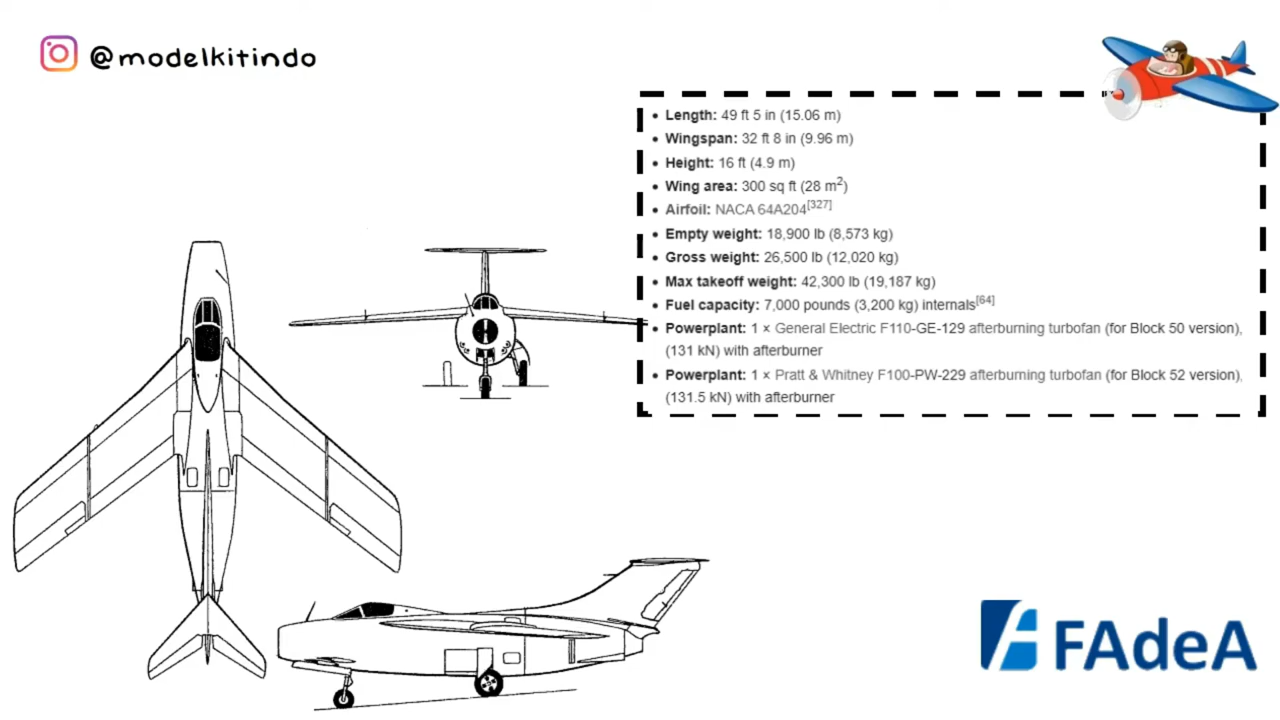 @modelkitindo
Length: 49 ft 5 in (15.06 m)
Wingspan: 32 ft 8 in (9.96 m)
Height: 16 ft (4.9 m)
Wing area: 300 sq ft (28 m²)
Airfoil: NACA 64A204[327]
Empty weight: 18,900 lb (8,573 kg)
Gross weight: 26,500 lb (12,020 kg)
Max takeoff weight: 42,300 lb (19,187 kg)
Fuel capacity: 7,000 pounds (3,200 kg) internals[64]
Powerplant: 1 × General Electric F110-GE-129 afterburning turbofan (for Block 50 version),
(131 kN) with afterburner
Powerplant: 1 × Pratt & Whitney F100-PW-229 afterburning turbofan (for Block 52 version),
(131.5 kN) with afterburner
FAdeA